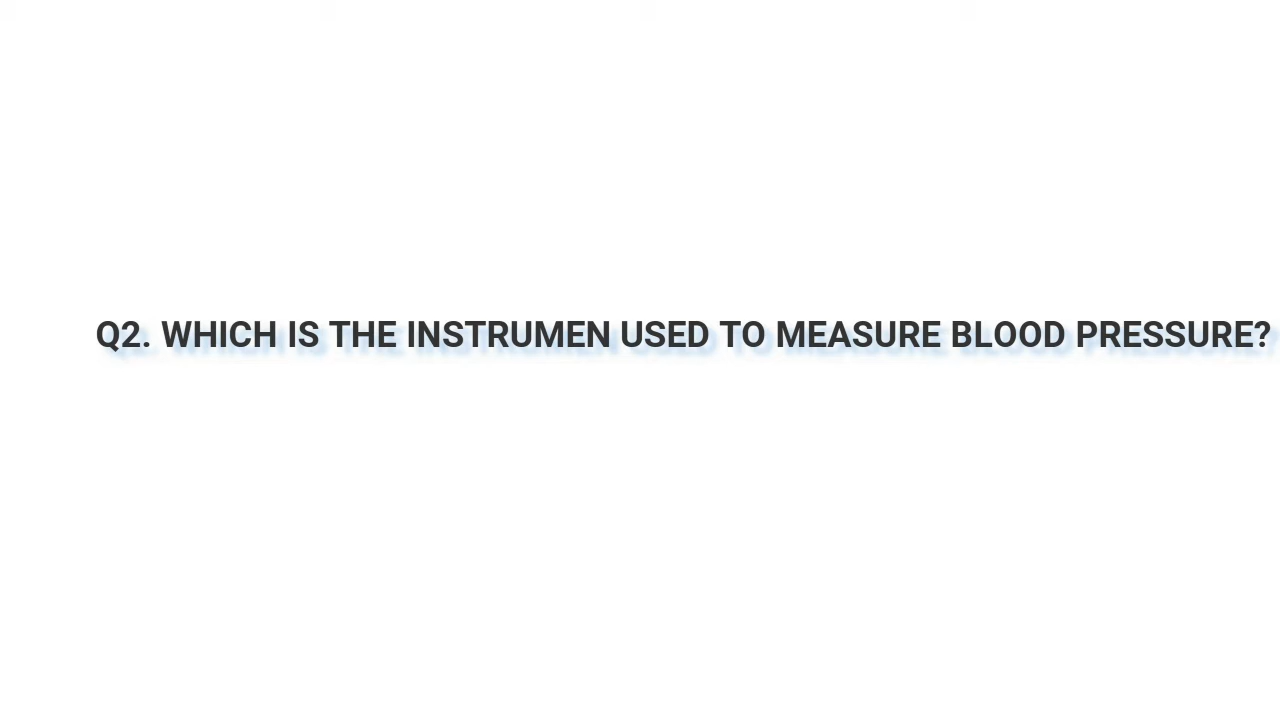 Q2. WHICH IS THE INSTRUMEN USED TO MEASURE BLOOD PRESSURE?